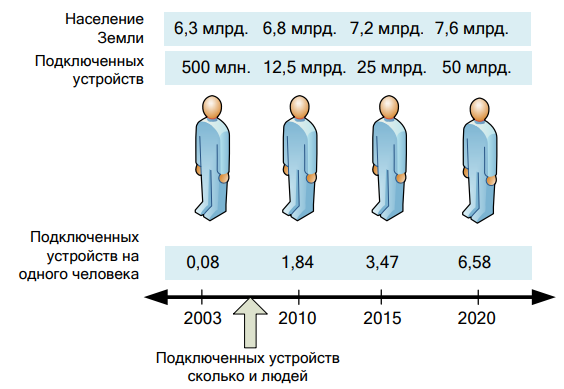 Население
Земли
6,3 млрд. 6,8 млрд. 7,2 млрд. 7,6 млрд.
Подключенных
устройств
500 млн. 12,5 млрд. 25 млрд. 50 млрд.
Подключенных
устройств на
одного человека
0,08 1,84 3,47 6,58
2003 2010 2015 2020
Подключенных устройств
сколько и людей